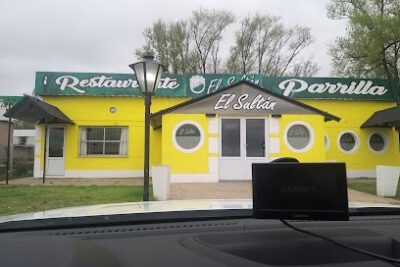 Restaurante El Sultán Parrilla
El Sultán
GARMIN